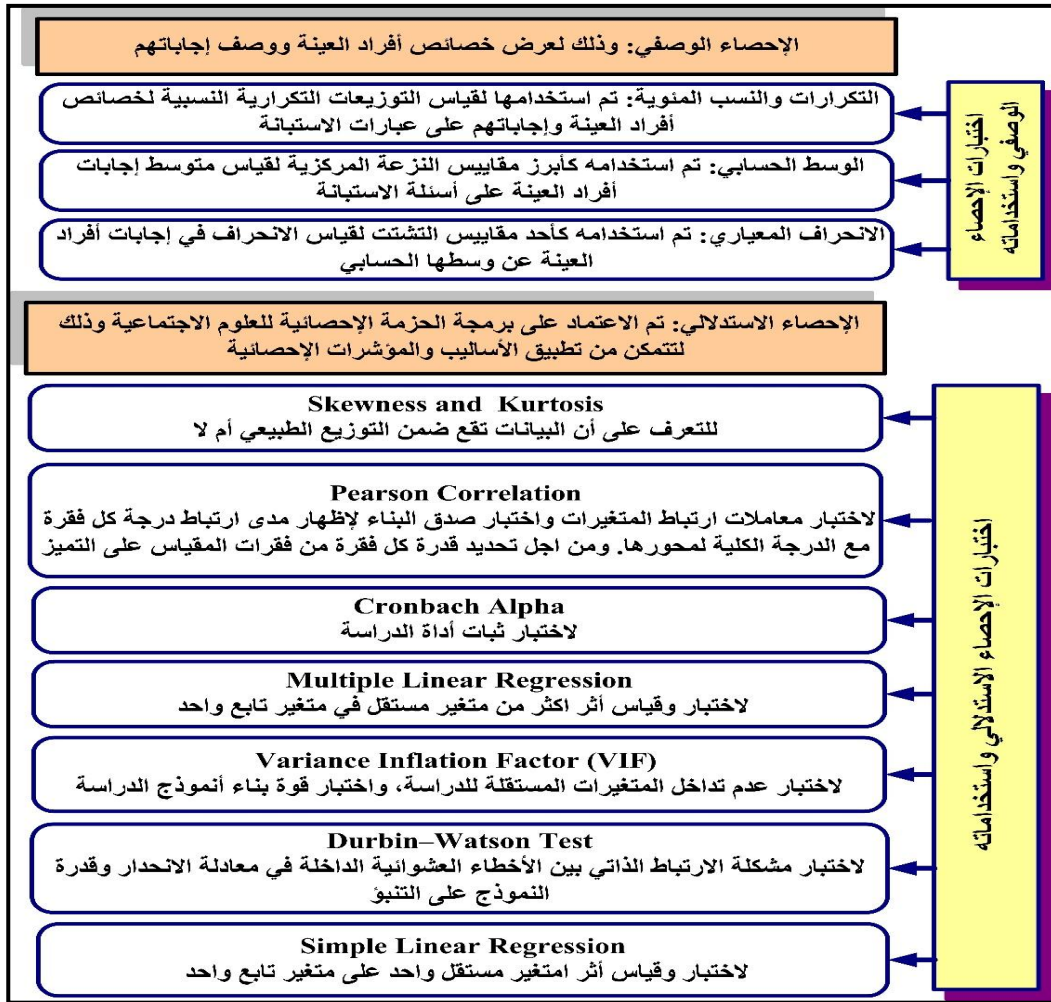 الإحصاء الوصفي: وذلك لعرض خصائص أفراد العينة ووصف إجاباتهم
اختبارات الإحصاء
الوصفي واستخداماته
التكرارات والنسب المئوية: تم استخدامها لقياس التوزيعات التكرارية النسبية لخصائص
أفراد العينة وإجاباتهم على عبارات الاستبانة
الوسط الحسابي: تم استخدامه كأبرز مقاييس النزعة المركزية لقياس متوسط إجابات
أفراد العينة على أسئلة الاستبانة
الانحراف المعياري: تم استخدامه كأحد مقاييس التشتت لقياس الانحراف في إجابات أفراد
العينة عن وسطها الحسابي
الإحصاء الاستدلالي: تم الاعتماد على برمجة الحزمة الإحصائية للعلوم الاجتماعية وذلك
لتتمكن من تطبيق الأساليب والمؤشرات الإحصائية
اختبارات الإحصاء الاستدلالي واستخداماته
Skewness and Kurtosis
للتعرف على أن البيانات تقع ضمن التوزيع الطبيعي أم لا
Pearson Correlation
لاختبار معاملات ارتباط المتغيرات واختبار صدق البناء لإظهار مدى ارتباط درجة كل فقرة
مع الدرجة الكلية لمحورها. ومن اجل تحديد قدرة كل فقرة من فقرات المقياس على التميز
Cronbach Alpha
لاختبار ثبات أداة الدراسة
Multiple Linear Regression
لاختبار وقياس أثر اكثر من متغير مستقل في متغير تابع واحد
Variance Inflation Factor (VIF)
لاختبار عدم تداخل المتغيرات المستقلة للدراسة، واختبار قوة بناء أنموذج الدراسة
Durbin–Watson Test
لاختبار مشكلة الارتباط الذاتي بين الأخطاء العشوائية الداخلة في معادلة الانحدار وقدرة
النموذج على التنبؤ
Simple Linear Regression
لاختبار وقياس أثر امتغير مستقل واحد على متغير تابع واحد